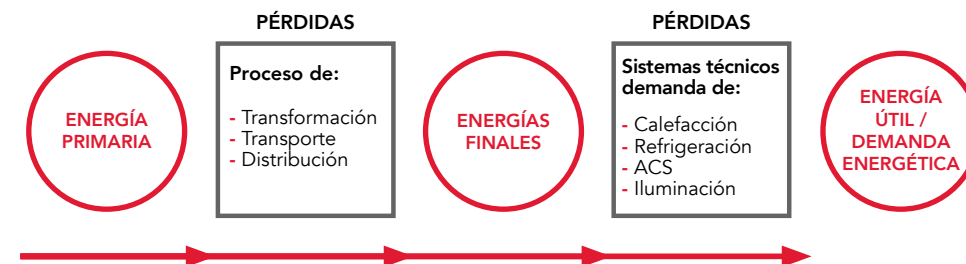 PÉRDIDAS
PÉRDIDAS
ENERGÍA
PRIMARIA
Proceso de:
- Transformación
- Transporte
- Distribución
ENERGÍAS
FINALES
Sistemas técnicos
demanda de:
- Calefacción
- Refrigeración
- ACS
- Iluminación
ENERGÍA
ÚTIL /
DEMANDA
ENERGÉTICA